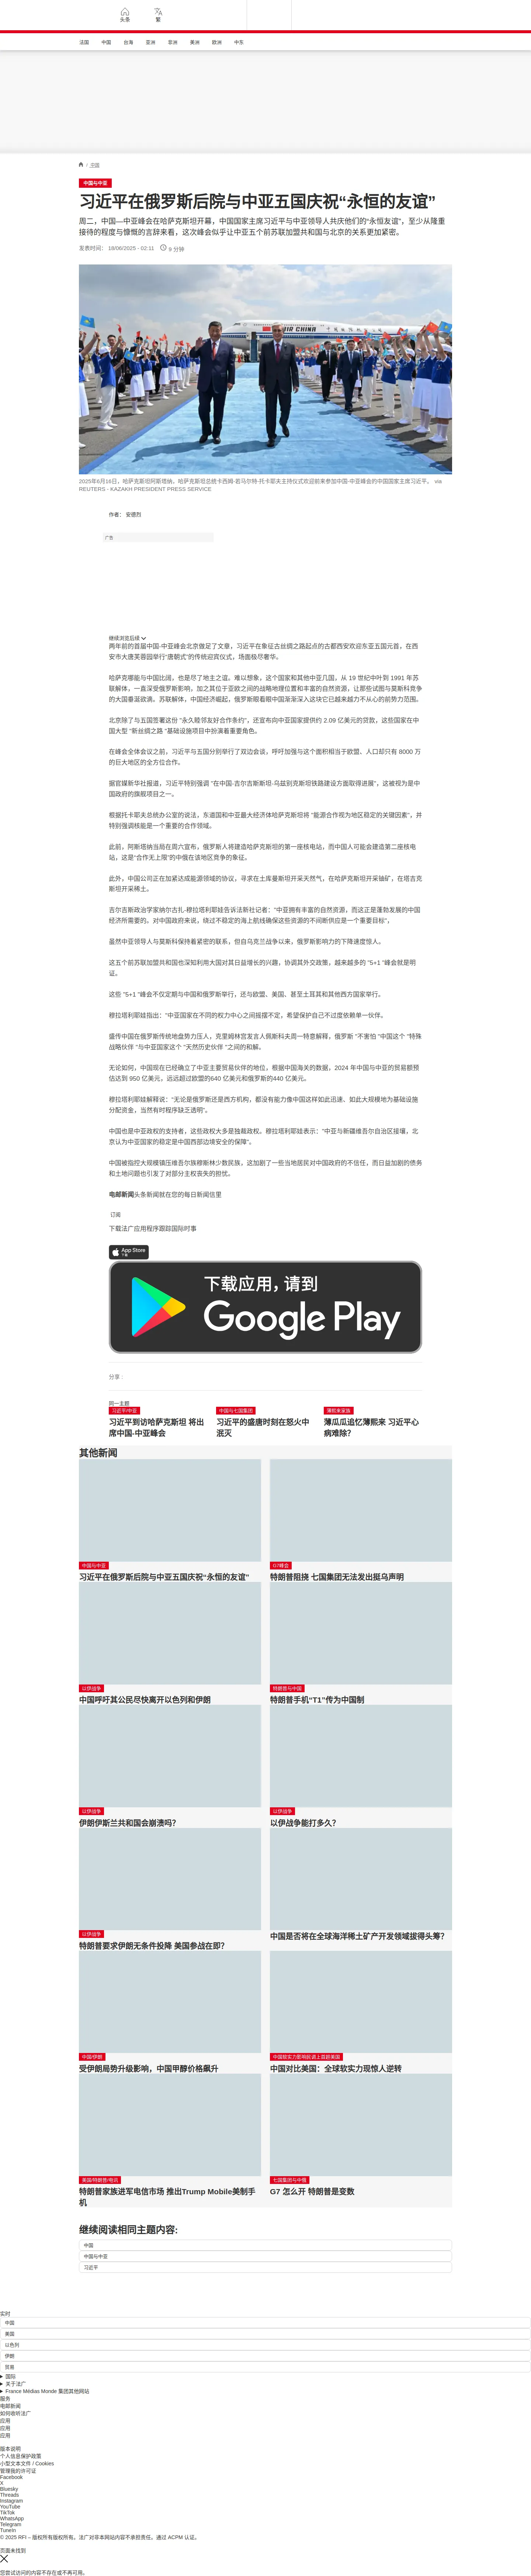 头条
繁
法国
中国
台海
亚洲
非洲
美洲
欧洲
中东
/ 中国
中国与中亚
习近平在俄罗斯后院与中亚五国庆祝“永恒的友谊”
周二，中国—中亚峰会在哈萨克斯坦开幕，中国国家主席习近平与中亚领导人共庆他们的“永恒友谊”，至少从隆重
接待的程度与慷慨的言辞来看，这次峰会似乎让中亚五个前苏联加盟共和国与北京的关系更加紧密。
发表时间： 18/06/2025 - 02:11
9 分钟
AIR CHINA
2025年6月16日，哈萨克斯坦阿斯塔纳，哈萨克斯坦总统卡西姆-若马尔特·托卡耶夫主持仪式欢迎前来参加中国-中亚峰会的中国国家主席习近平。 via
REUTERS - KAZAKH PRESIDENT PRESS SERVICE
作者： 安德烈
广告
继续浏览后续
两年前的首届中国-中亚峰会北京做足了文章，习近平在象征古丝绸之路起点的古都西安欢迎东亚五国元首，在西
安市大唐芙蓉园举行“唐朝式”的传统迎宾仪式，场面极尽奢华。
哈萨克哪能与中国比阔，也是尽了地主之谊。难以想象，这个国家和其他中亚几国，从 19 世纪中叶到 1991 年苏
联解体，一直深受俄罗斯影响，加之其位于亚欧之间的战略地理位置和丰富的自然资源，让那些试图与莫斯科竞争
的大国垂涎欲滴。苏联解体，中国经济崛起，俄罗斯眼看眼中国渐渐深入这块它已越来越力不从心的前势力范围。
北京除了与五国签署这份 "永久睦邻友好合作条约"，还宣布向中亚国家提供约 2.09 亿美元的贷款，这些国家在中
国大型 "新丝绸之路 "基础设施项目中扮演着重要角色。
在峰会全体会议之前，习近平与五国分别举行了双边会谈，呼吁加强与这个面积相当于欧盟、人口却只有 8000 万
的巨大地区的全方位合作。
据官媒新华社报道，习近平特别强调 "在中国-吉尔吉斯斯坦-乌兹别克斯坦铁路建设方面取得进展"，这被视为是中
国政府的旗舰项目之一。
根据托卡耶夫总统办公室的说法，东道国和中亚最大经济体哈萨克斯坦将 "能源合作视为地区稳定的关键因素"，并
特别强调核能是一个重要的合作领域。
此前，阿斯塔纳当局在周六宣布，俄罗斯人将建造哈萨克斯坦的第一座核电站，而中国人可能会建造第二座核电
站，这是“合作无上限”的中俄在该地区竞争的象征。
此外，中国公司正在加紧达成能源领域的协议，寻求在土库曼斯坦开采天然气，在哈萨克斯坦开采铀矿，在塔吉克
斯坦开采稀土。
吉尔吉斯政治学家纳尔古扎-穆拉塔利耶娃告诉法新社记者："中亚拥有丰富的自然资源，而这正是蓬勃发展的中国
经济所需要的。对中国政府来说，绕过不稳定的海上航线确保这些资源的不间断供应是一个重要目标"，
虽然中亚领导人与莫斯科保持着紧密的联系，但自乌克兰战争以来，俄罗斯影响力的下降速度惊人。
这五个前苏联加盟共和国也深知利用大国对其日益增长的兴趣，协调其外交政策，越来越多的 "5+1 "峰会就是明
证。
这些 "5+1 "峰会不仅定期与中国和俄罗斯举行，还与欧盟、美国、甚至土耳其和其他西方国家举行。
穆拉塔利耶娃指出：“中亚国家在不同的权力中心之间摇摆不定，希望保护自己不过度依赖单一伙伴。
盛传中国在俄罗斯传统地盘势力压人，克里姆林宫发言人佩斯科夫周一特意解释，俄罗斯 "不害怕 "中国这个 "特殊
战略伙伴 "与中亚国家这个 "天然历史伙伴 "之间的和解。
无论如何，中国现在已经确立了中亚主要贸易伙伴的地位，根据中国海关的数据，2024 年中国与中亚的贸易额预
估达到 950 亿美元，远远超过欧盟的640 亿美元和俄罗斯的440 亿美元。
穆拉塔利耶娃解释说：“无论是俄罗斯还是西方机构，都没有能力像中国这样如此迅速、如此大规模地为基础设施
分配资金，当然有时程序缺乏透明”。
中国也是中亚政权的支持者，这些政权大多是独裁政权。穆拉塔利耶娃表示：“中亚与新疆维吾尔自治区接壤，北
京认为中亚国家的稳定是中国西部边境安全的保障”。
中国被指控大规模镇压维吾尔族穆斯林少数民族，这加剧了一些当地居民对中国政府的不信任，而日益加剧的债务
和土地问题也引发了对部分主权丧失的担忧。
电邮新闻头条新闻就在您的每日新闻信里
订阅
下载法广应用程序跟踪国际时事
App Store
下载
下载应用，请到
Google Play
分享 :
同一主题
习近平/中亚
习近平到访哈萨克斯坦 将出
席中国-中亚峰会
中国与七国集团
习近平的盛唐时刻在怒火中
泯灭
薄熙来家族
薄瓜瓜追忆薄熙来 习近平心
病难除?
其他新闻
中国与中亚
习近平在俄罗斯后院与中亚五国庆祝“永恒的友谊”
G7峰会
特朗普阻挠 七国集团无法发出挺乌声明
以伊战争
中国呼吁其公民尽快离开以色列和伊朗
特朗普与中国
特朗普手机“T1”传为中国制
以伊战争
伊朗伊斯兰共和国会崩溃吗?
以伊战争
以伊战争能打多久?
以伊战争
特朗普要求伊朗无条件投降 美国参战在即?
中国是否将在全球海洋稀土矿产开发领域拔得头筹?
中国/伊朗
受伊朗局势升级影响，中国甲醇价格飙升
中国软实力影响民调上首超美国
中国对比美国：全球软实力现惊人逆转
美国/特朗普/电讯
特朗普家族进军电信市场 推出Trump Mobile美制手
机
七国集团与中俄
G7 怎么开 特朗普是变数
继续阅读相同主题内容:
中国
中国与中亚
习近平
实时
中国
美国
以色列
伊朗
贸易
国际
关于法广
France Médias Monde 集团其他网站
服务
电邮新闻
如何收听法广
应用
应用
应用
版本说明
个人信息保护政策
小型文本文件 / Cookies
管理我的许可证
Facebook
X
Bluesky
Threads
Instagram
YouTube
TikTok
WhatsApp
Telegram
TuneIn
© 2025 RFI – 版权所有版权所有。法广对非本网站内容不承担责任。通过 ACPM 认证。
页面未找到
您尝试访问的内容不存在或不再可用。